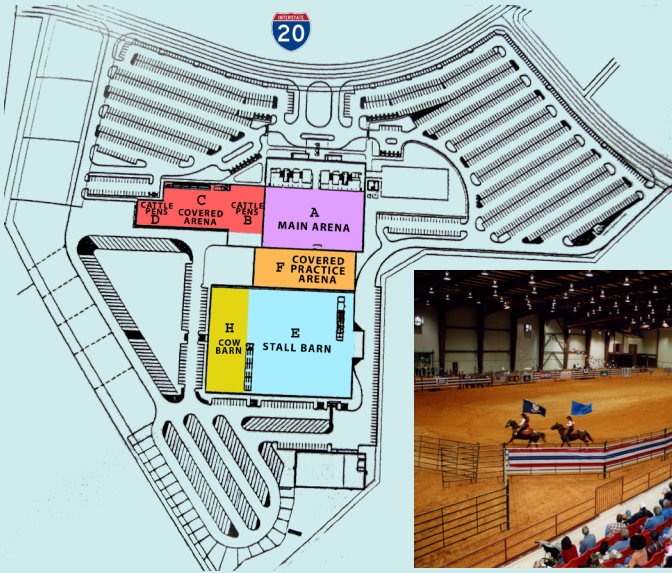 INTERSTATE
20
C
CATTLE
PENS
D
COVERED
ARENA
CATTLE
PENS
B
A
MAIN ARENA
F COVERED
PRACTICE
ARENA
H
COW
BARN
E
STALL BARN